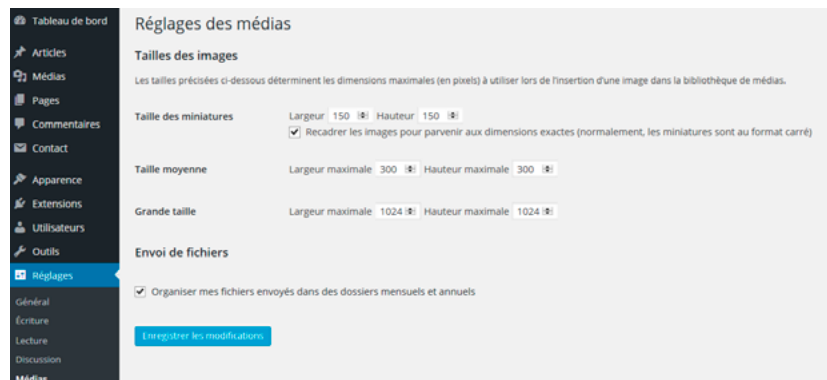 Tableau de bord
Articles
Médias
Pages
Commentaires
Contact
Apparence
Extensions
Utilisateurs
Outils
Réglages
Général
Écriture
Lecture
Discussion
Médias
Réglages des médias
Tailles des images
Les tailles précisées ci-dessous déterminent les dimensions maximales (en pixels) à utiliser lors de l'insertion d'une image dans la bibliothèque de médias.
Taille des miniatures Largeur 150 Hauteur 150
Recadrer les images pour parvenir aux dimensions exactes (normalement, les miniatures sont au format carré)
Taille moyenne Largeur maximale 300 Hauteur maximale 300
Grande taille Largeur maximale 1024 Hauteur maximale 1024
Envoi de fichiers
Organiser mes fichiers envoyés dans des dossiers mensuels et annuels
Enregistrer les modifications